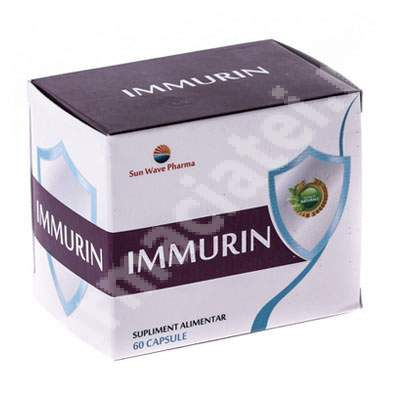 IMMURIN
Sun Wave Pharma
IMMURIN
IMMURIN
SUPLIMENT ALIMENTAR
60 CAPSULE